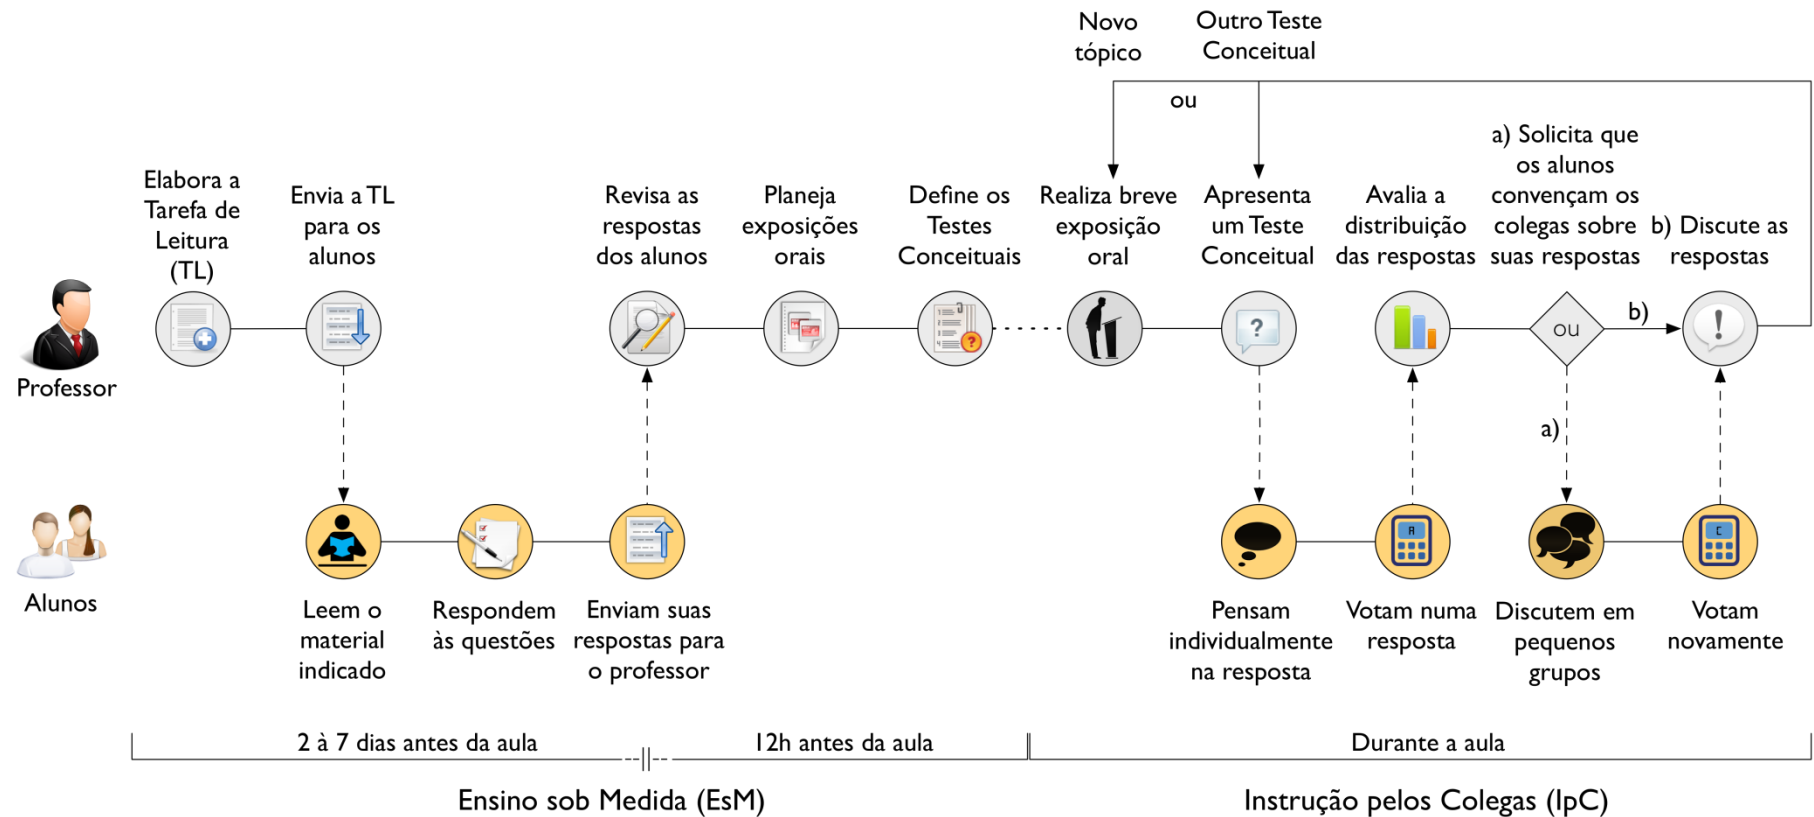 Novo
tópico
Outro Teste
Conceitual
ou
Elabora a
Tarefa de
Leitura
(TL)
Envia a TL
para os
alunos
Revisa as
respostas
dos alunos
Planeja
exposições
orais
Define os
Testes
Conceituais
Realiza breve
exposição
oral
Apresenta
um Teste
Conceitual
Avalia a
distribuição
das respostas
a) Solicita que
os alunos
convençam os
colegas sobre
suas respostas
b) Discute as
respostas
Professor
?
?
ou
b)
!
a)
Alunos
A
C
Leem o
material
indicado
Respondem
às questões
Enviam suas
respostas para
o professor
Pensam
individualmente
na resposta
Votam numa
resposta
Discutem em
pequenos
grupos
Votam
novamente
2 à 7 dias antes da aula
12h antes da aula
Durante a aula
Ensino sob Medida (EsM)
Instrução pelos Colegas (IpC)